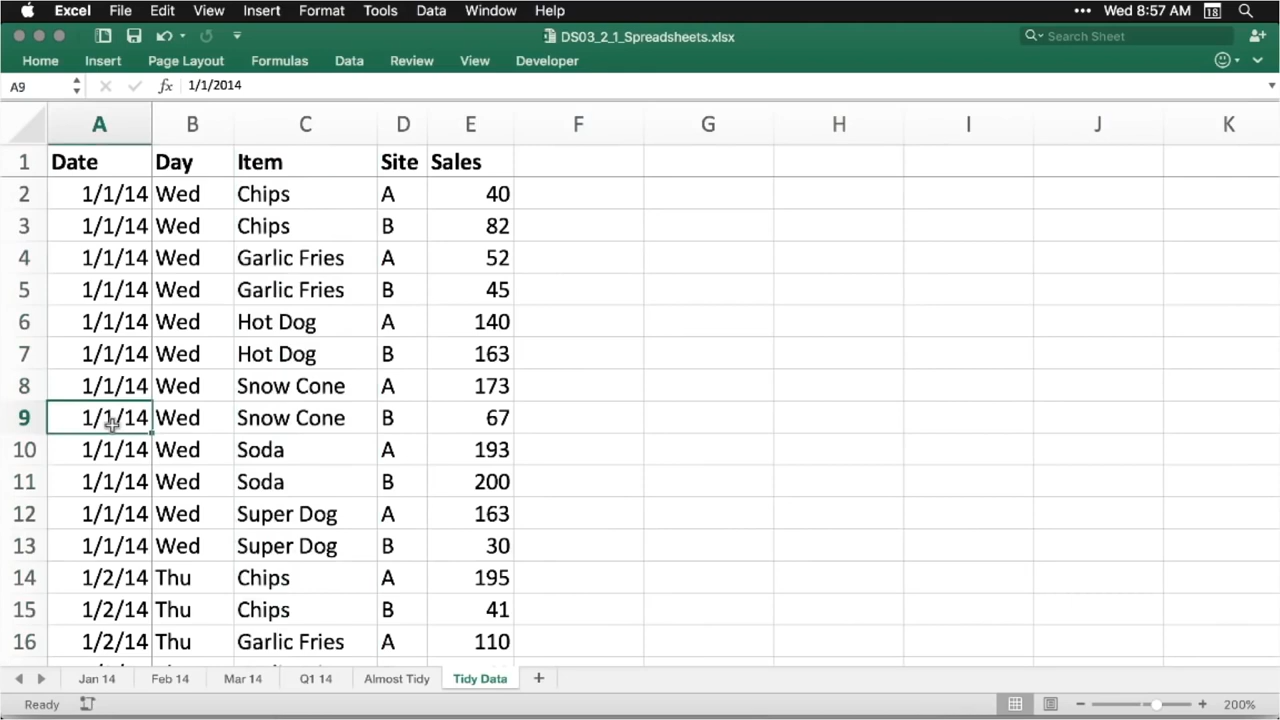 Excel File Edit View Insert Format Tools Data Window Help ••• Wed 8:57 AM 18
DS03_2_1_Spreadsheets.xlsx Search Sheet
Home Insert Page Layout Formulas Data Review View Developer
A9 fx 1/1/2014
A B C D E F G H I J K
1 Date Day Item Site Sales
2 1/1/14 Wed Chips A 40
3 1/1/14 Wed Chips B 82
4 1/1/14 Wed Garlic Fries A 52
5 1/1/14 Wed Garlic Fries B 45
6 1/1/14 Wed Hot Dog A 140
7 1/1/14 Wed Hot Dog B 163
8 1/1/14 Wed Snow Cone A 173
9 1/1/14 Wed Snow Cone B 67
10 1/1/14 Wed Soda A 193
11 1/1/14 Wed Soda B 200
12 1/1/14 Wed Super Dog A 163
13 1/1/14 Wed Super Dog B 30
14 1/2/14 Thu Chips A 195
15 1/2/14 Thu Chips B 41
16 1/2/14 Thu Garlic Fries A 110
Jan 14 Feb 14 Mar 14 Q1 14 Almost Tidy Tidy Data +
Ready − + 200%